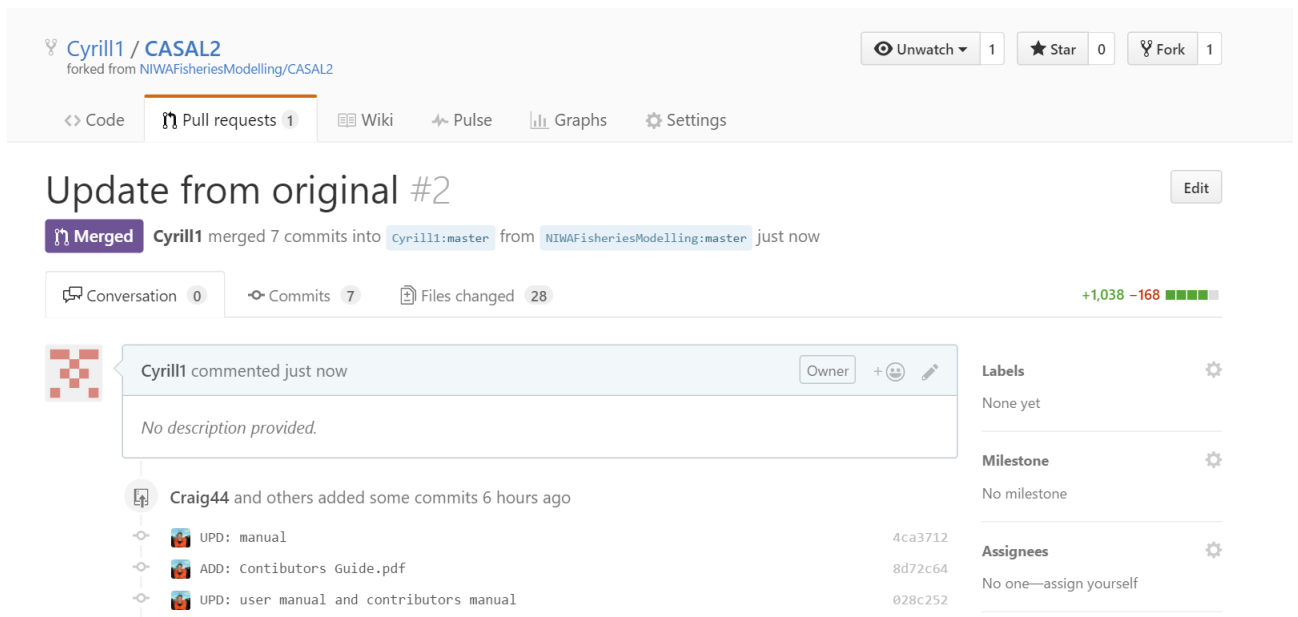 Cyrill1 / CASAL2
forked from NIWAFisheriesModelling/CASAL2
Unwatch 1 Star 0 Fork 1
Code Pull requests 1 Wiki Pulse Graphs Settings
Update from original #2
Edit
Merged Cyrill1 merged 7 commits into Cyrill1:master from NIWAFisheriesModelling:master just now
Conversation 0 Commits 7 Files changed 28
+1,038 −168
Cyrill1 commented just now
Owner
No description provided.
Labels
None yet
Milestone
No milestone
Assignees
No one—assign yourself
Craig44 and others added some commits 6 hours ago
UPD: manual 4ca3712
ADD: Contibutors Guide.pdf 8d72c64
UPD: user manual and contributors manual 028c252